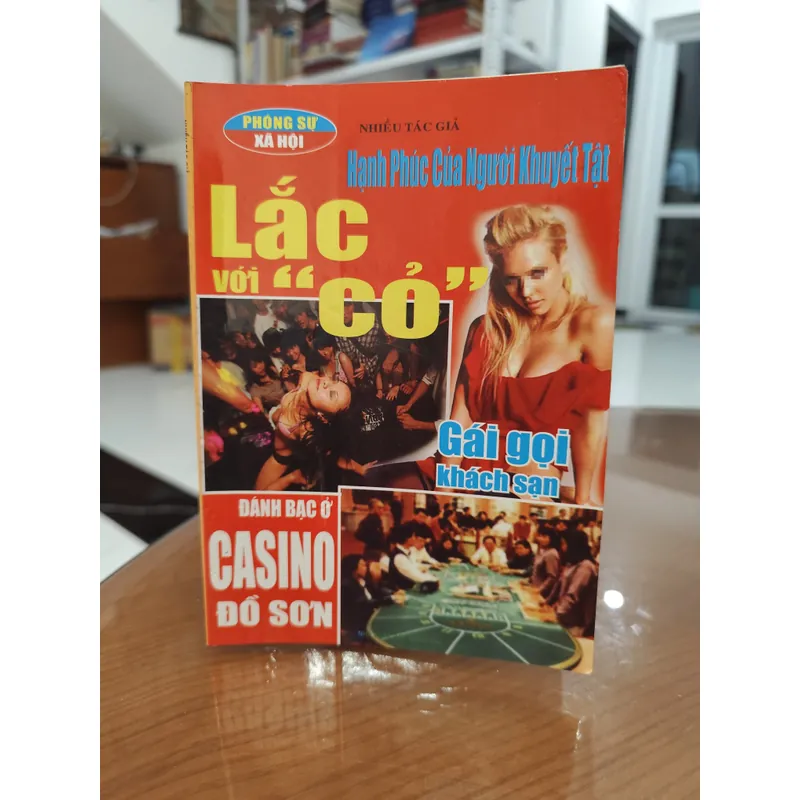 PHÓNG SỰ
XÃ HỘI
NHIỀU TÁC GIẢ
Hạnh Phúc Của Người Khuyết Tật
Lắc
với “cỏ”
Gái gọi
khách sạn
ĐÁNH BẠC Ở
CASINO
ĐỒ SƠN